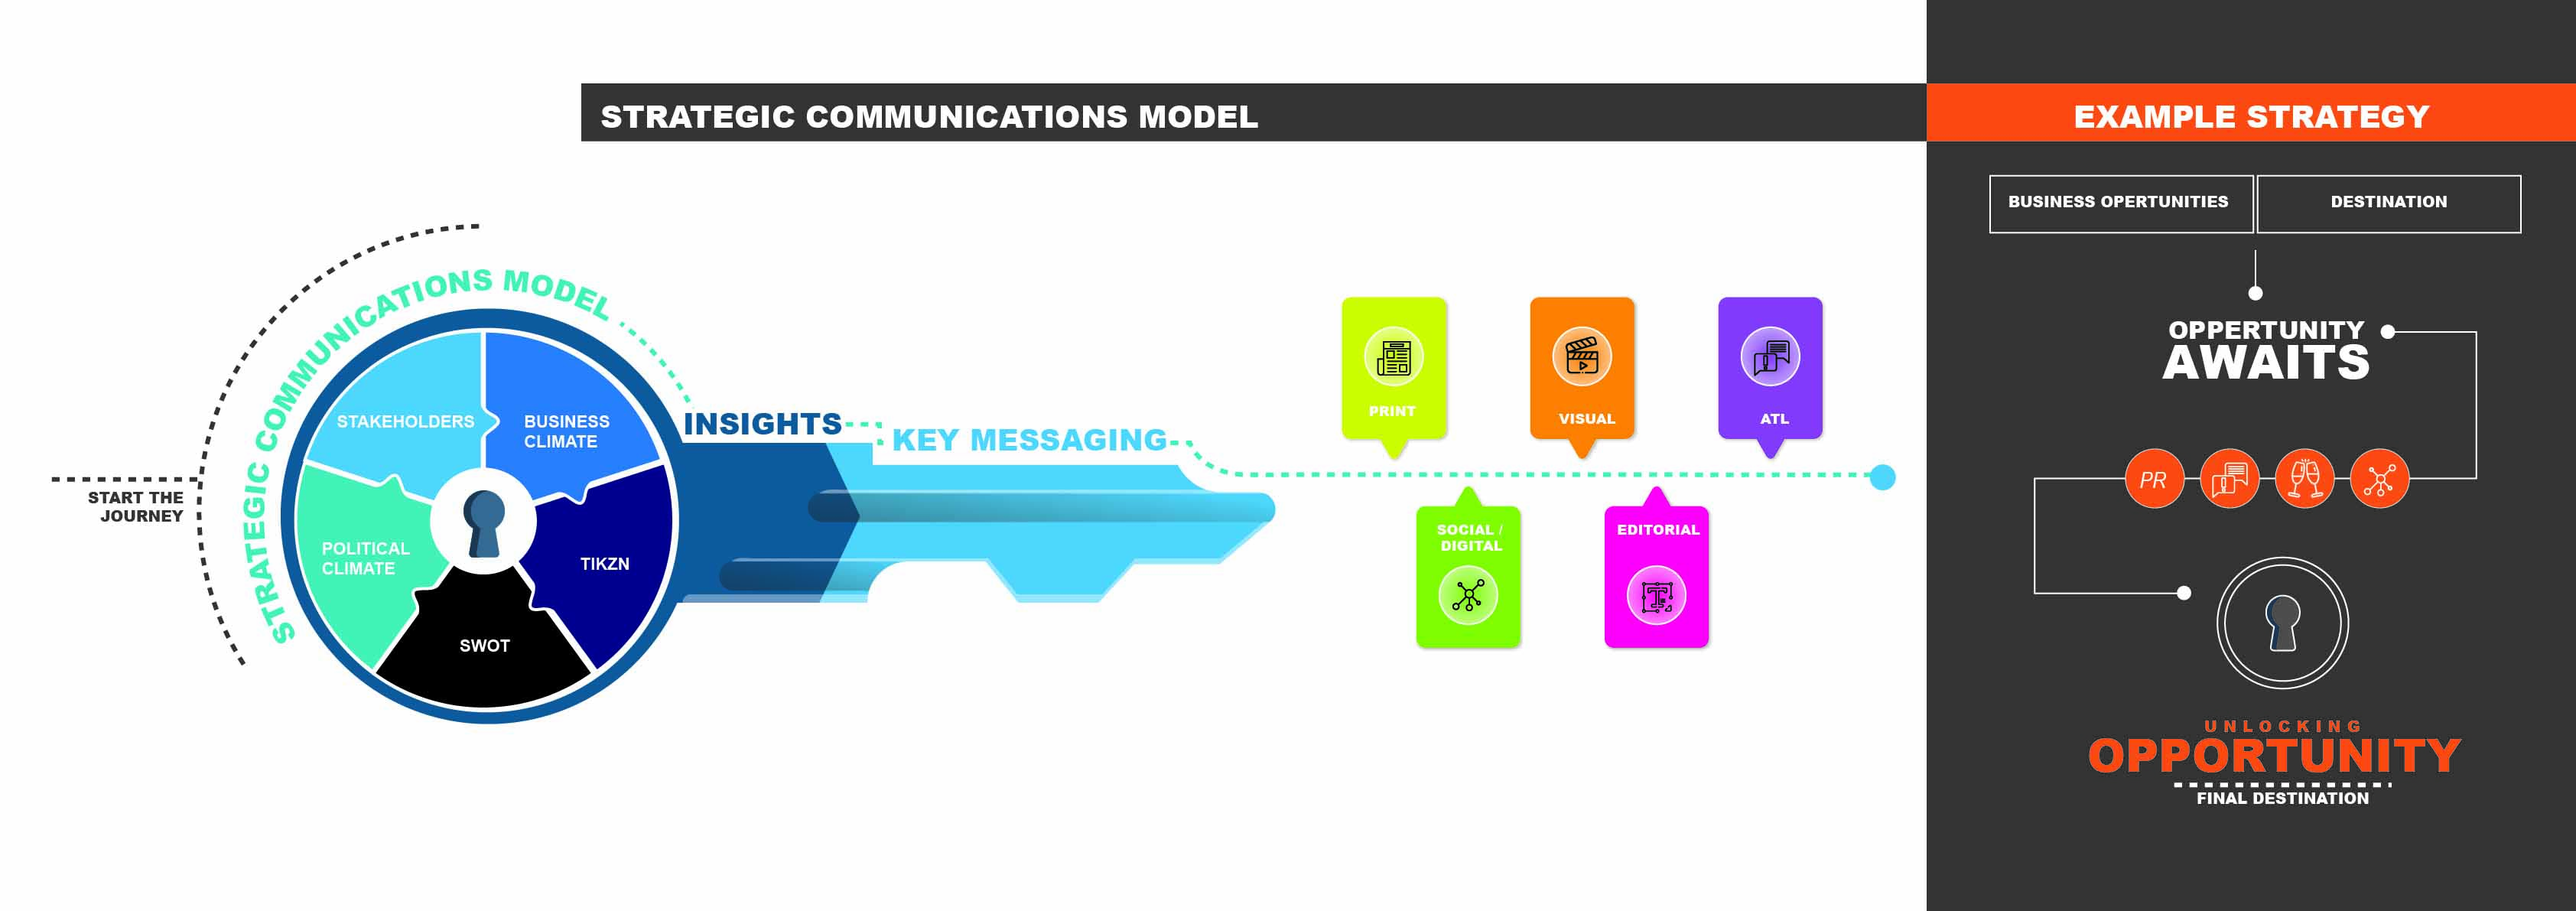 STRATEGIC COMMUNICATIONS MODEL
EXAMPLE STRATEGY
BUSINESS OPERTUNITIES
DESTINATION
START THE
JOURNEY
STRATEGIC COMMUNICATIONS MODEL
STAKEHOLDERS
BUSINESS
CLIMATE
POLITICAL
CLIMATE
TIKZN
SWOT
INSIGHTS
KEY MESSAGING
PRINT
VISUAL
ATL
SOCIAL /
DIGITAL
EDITORIAL
OPPERTUNITY
AWAITS
PR
UNLOCKING
OPPORTUNITY
FINAL DESTINATION